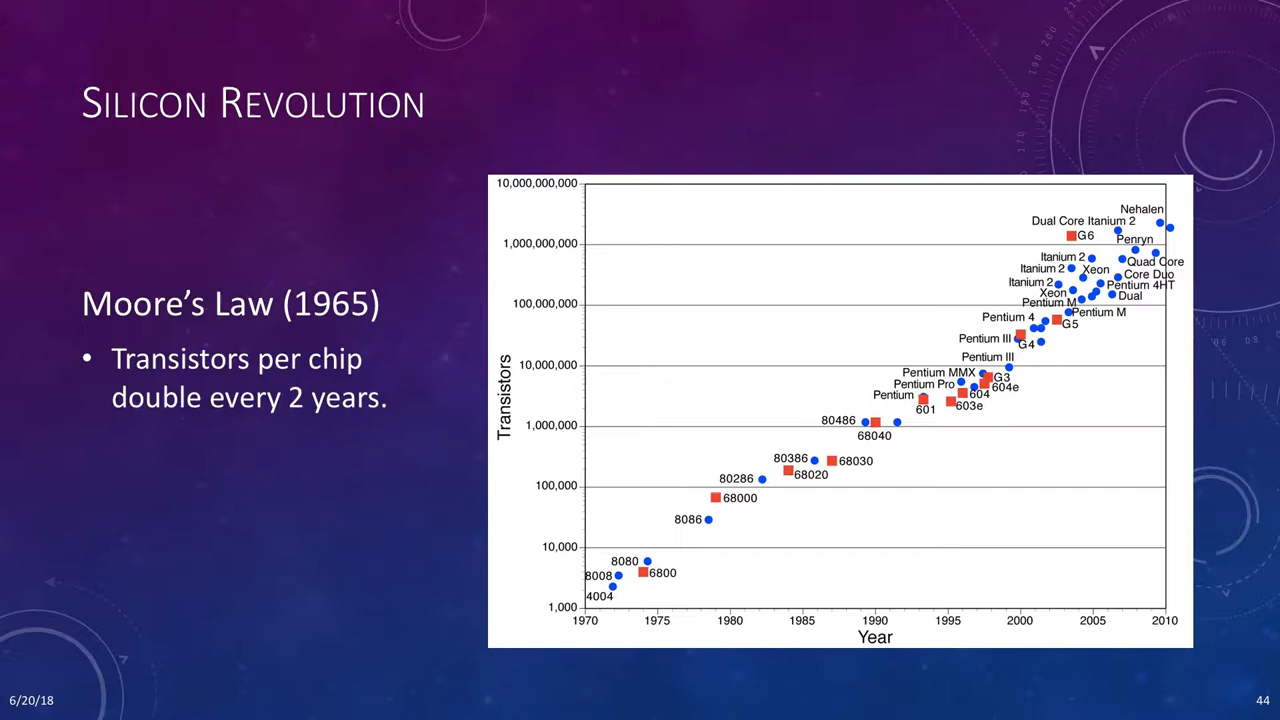 SILICON REVOLUTION
Moore's Law (1965)
• Transistors per chip
double every 2 years.
10,000,000,000
1,000,000,000
100,000,000
10,000,000
1,000,000
100,000
10,000
1,000
Transistors
1970
1975
1980
1985
1990
1995
2000
2005
2010
Year
Nehalen
Dual Core Itanium 2
G6
Penryn
Itanium 2
Quad Core
Itanium 2
Xeon
Core Duo
Itanium 2
Pentium 4HT
Xeon
Dual
Pentium M
Pentium M
Pentium 4
G5
Pentium III
G4
Pentium III
Pentium MMX
G3
Pentium Pro
604e
Pentium
604
603e
601
80486
68040
80386
68030
68020
80286
68000
8086
8080
6800
8008
4004
210
200
190
180
170
6/20/18
44